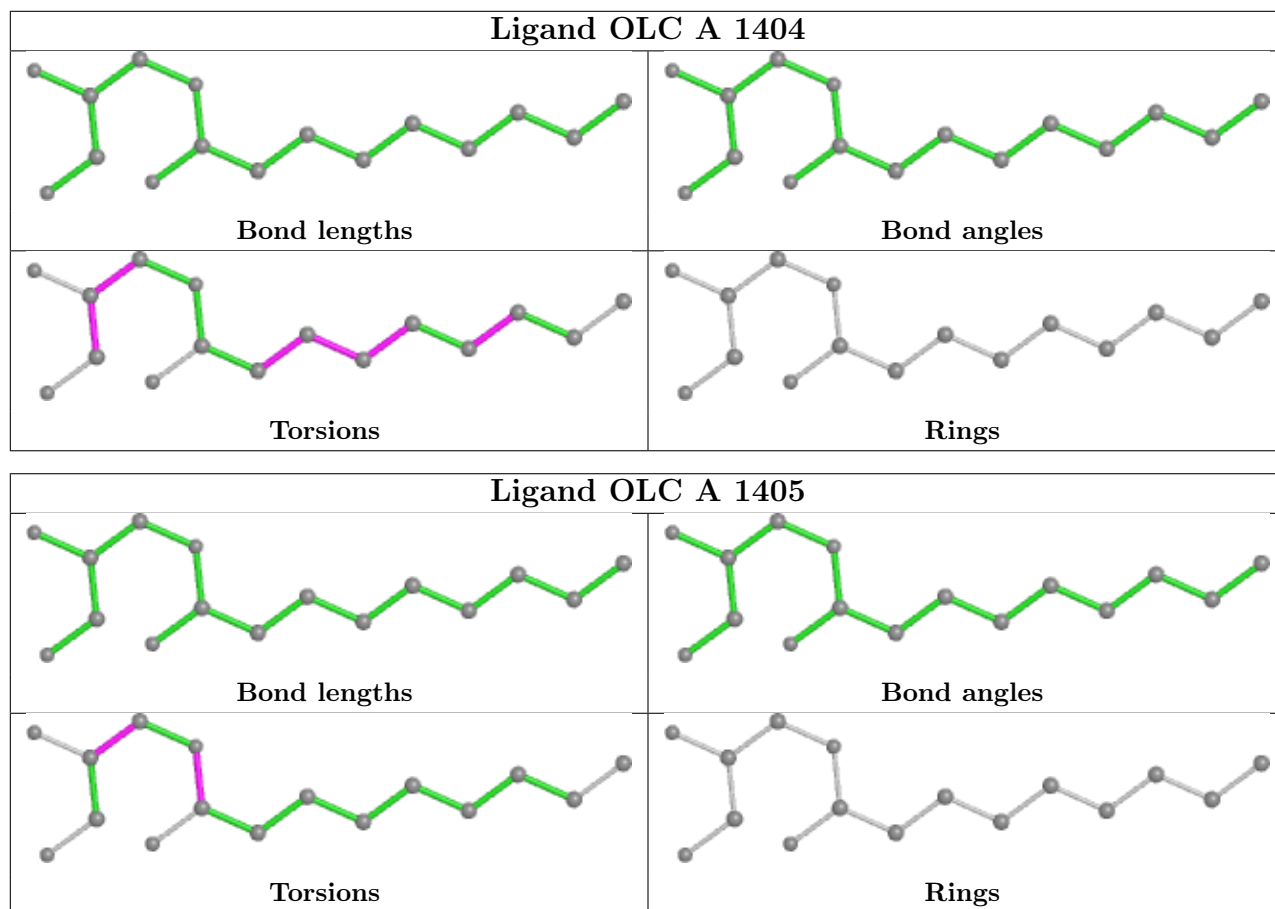 Ligand OLC A 1404
Bond lengths
Bond angles
Torsions
Rings
Ligand OLC A 1405
Bond lengths
Bond angles
Torsions
Rings